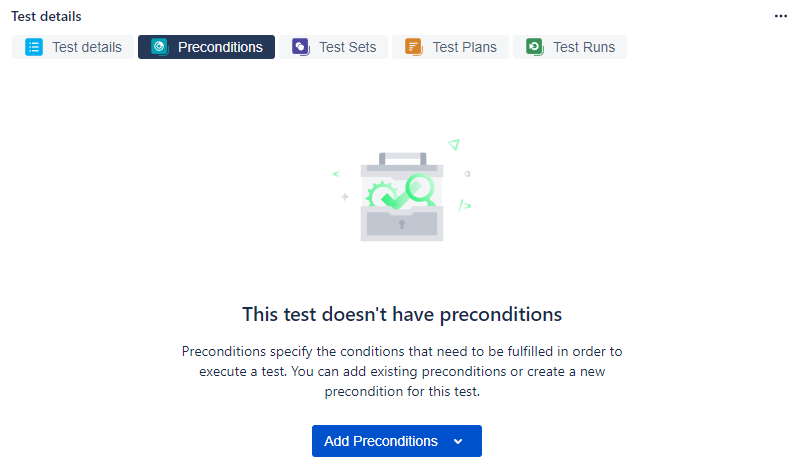 Test details
Test details Preconditions Test Sets Test Plans Test Runs
This test doesn't have preconditions
Preconditions specify the conditions that need to be fulfilled in order to
execute a test. You can add existing preconditions or create a new
precondition for this test.
Add Preconditions